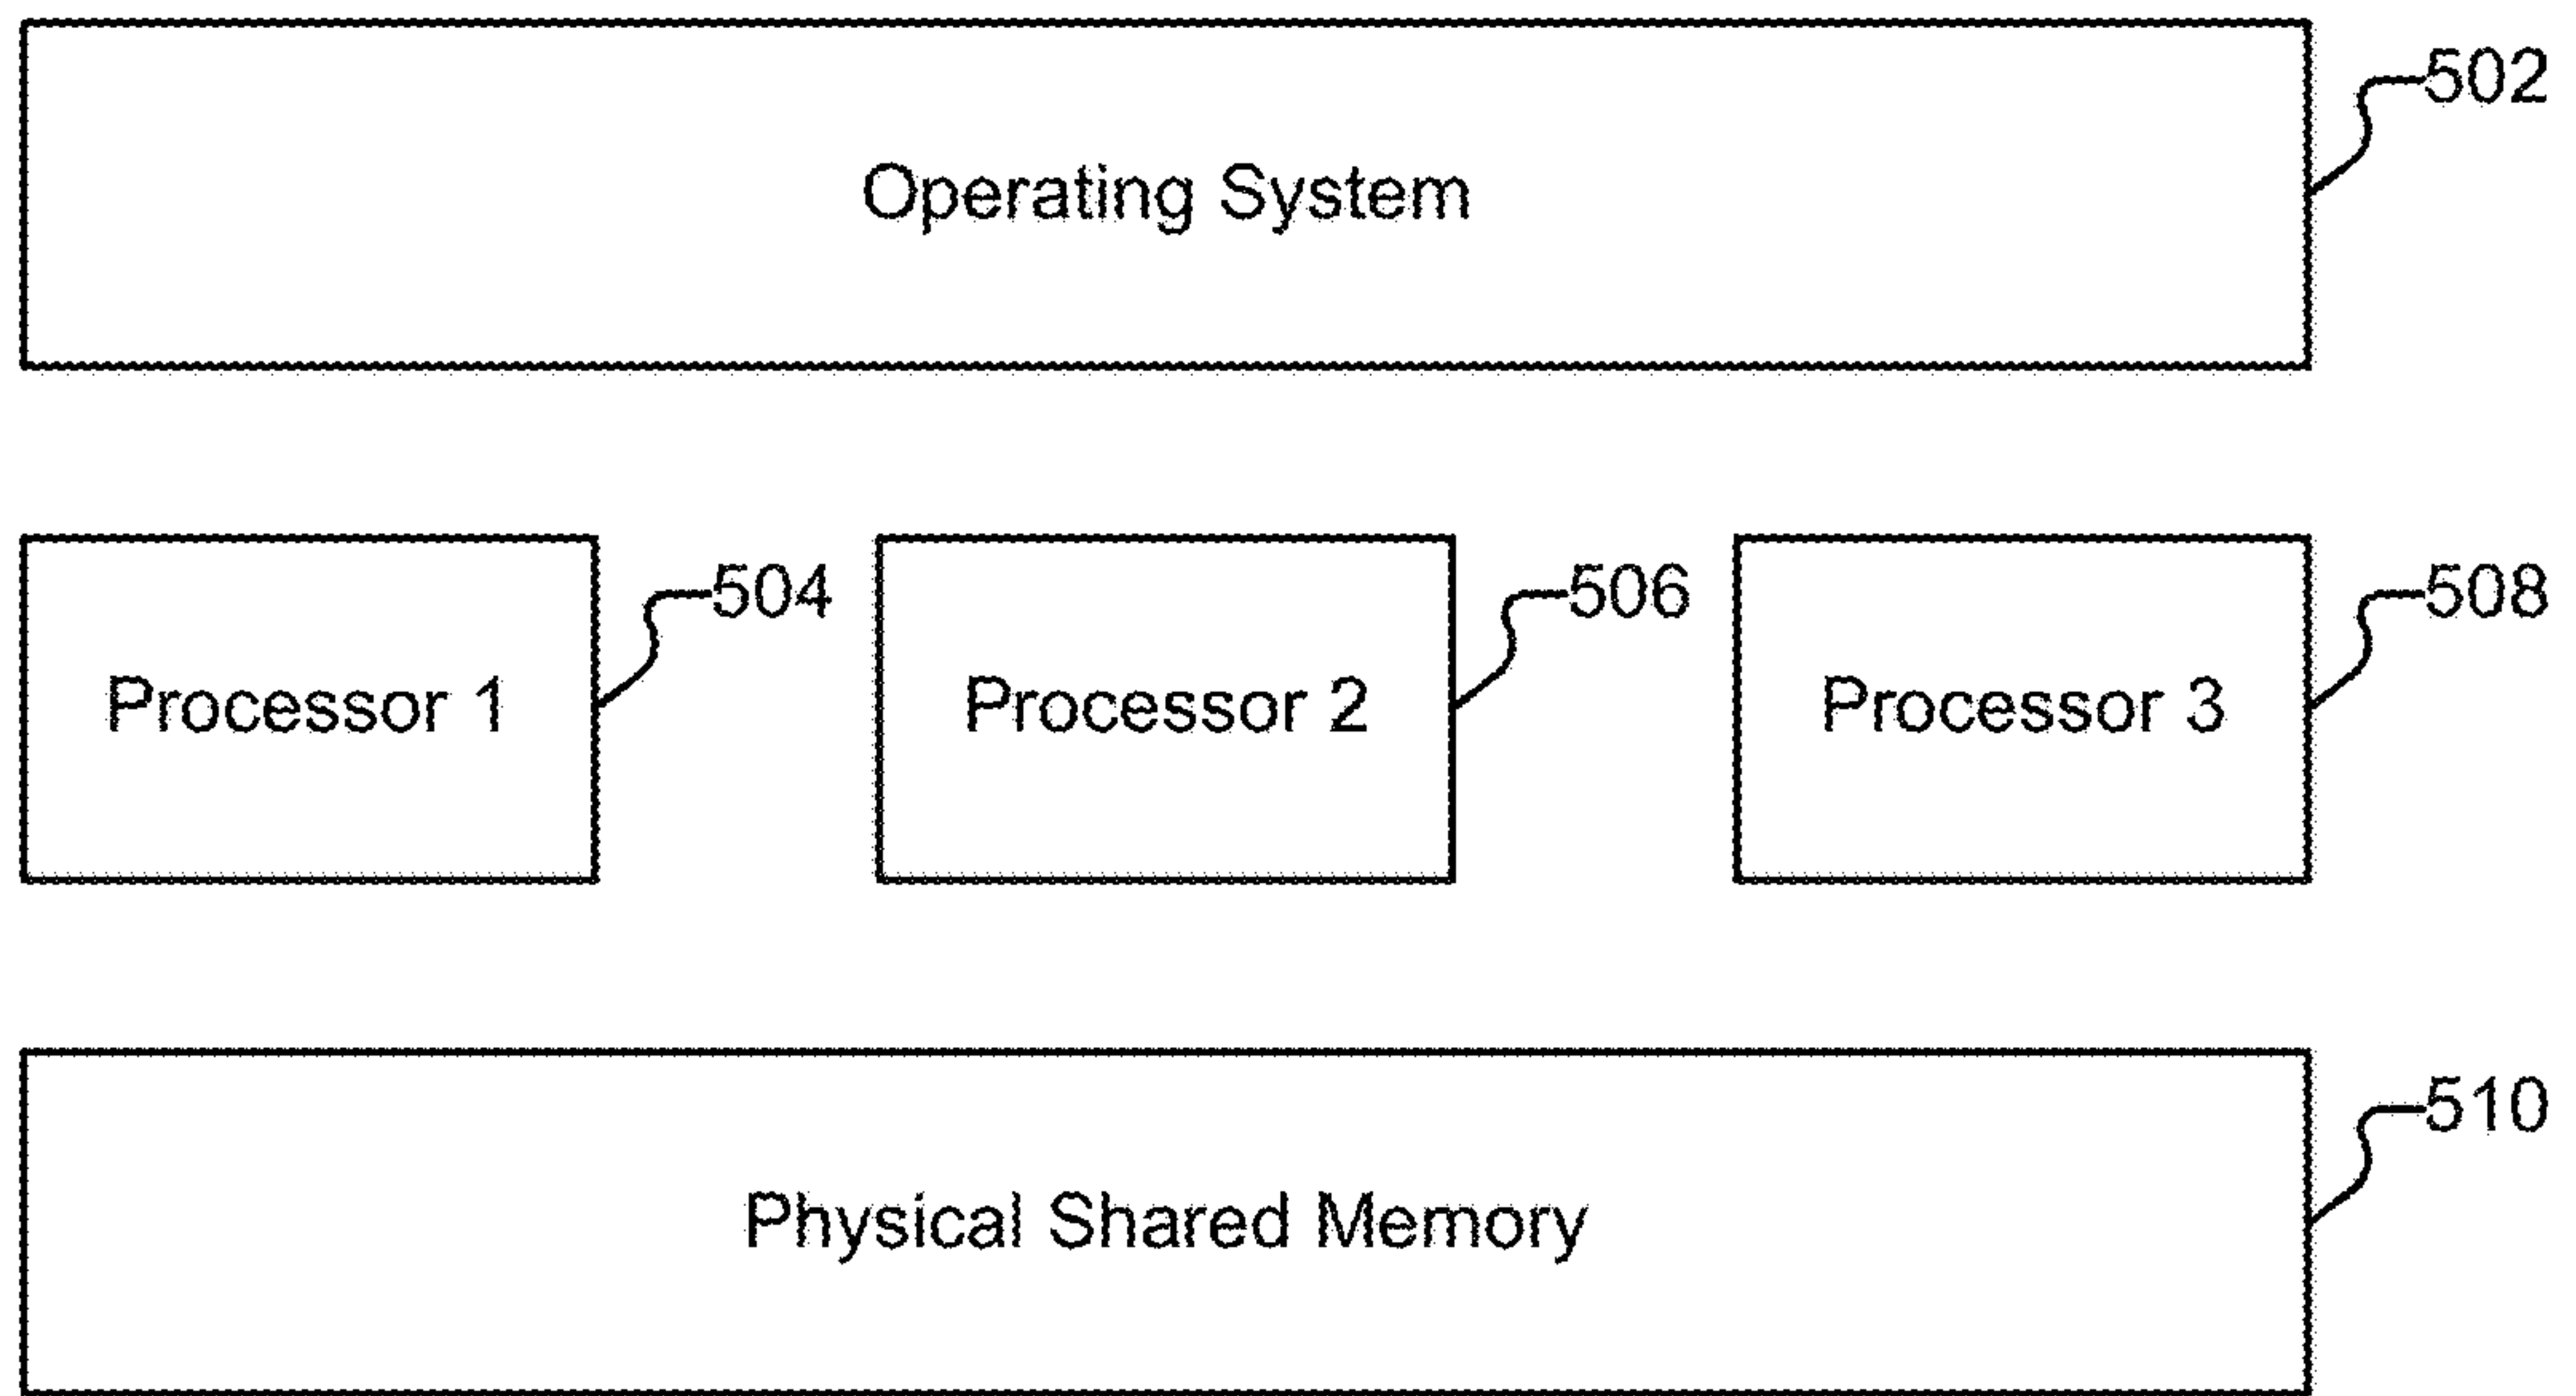 502
Operating System
504
506
508
Processor 1
Processor 2
Processor 3
510
Physical Shared Memory